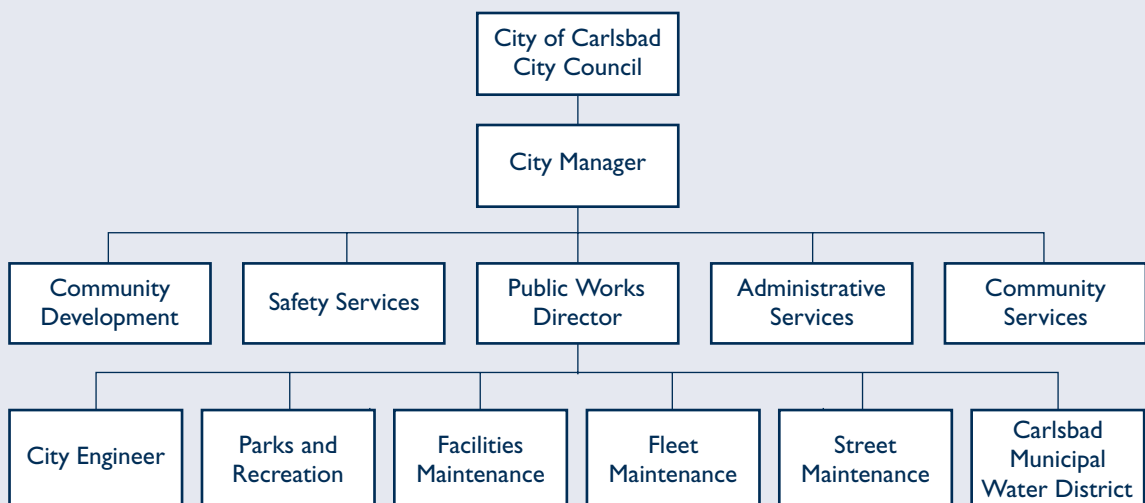 City of Carlsbad
City Council
City Manager
Community
Development
Safety Services
Public Works
Director
Administrative
Services
Community
Services
City Engineer
Parks and
Recreation
Facilities
Maintenance
Fleet
Maintenance
Street
Maintenance
Carlsbad
Municipal
Water District